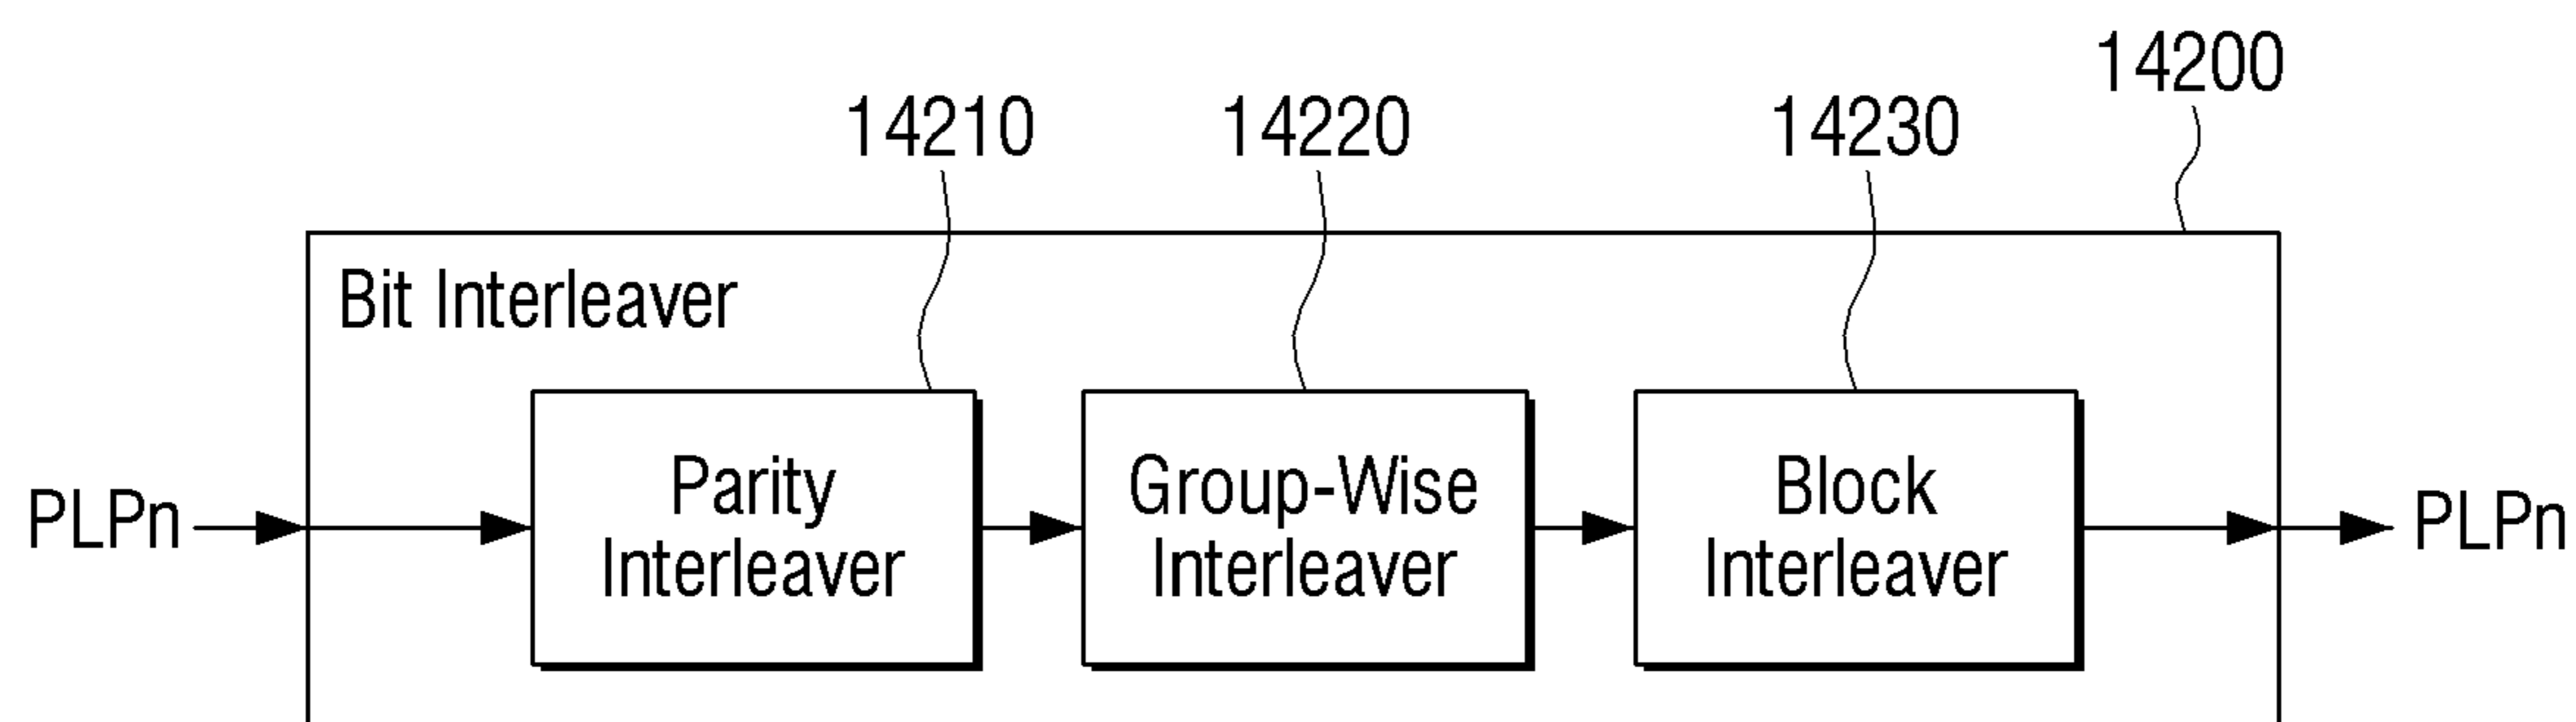 14200
14210 14220 14230
Bit Interleaver
PLPn
Parity
Interleaver
Group-Wise
Interleaver
Block
Interleaver
PLPn